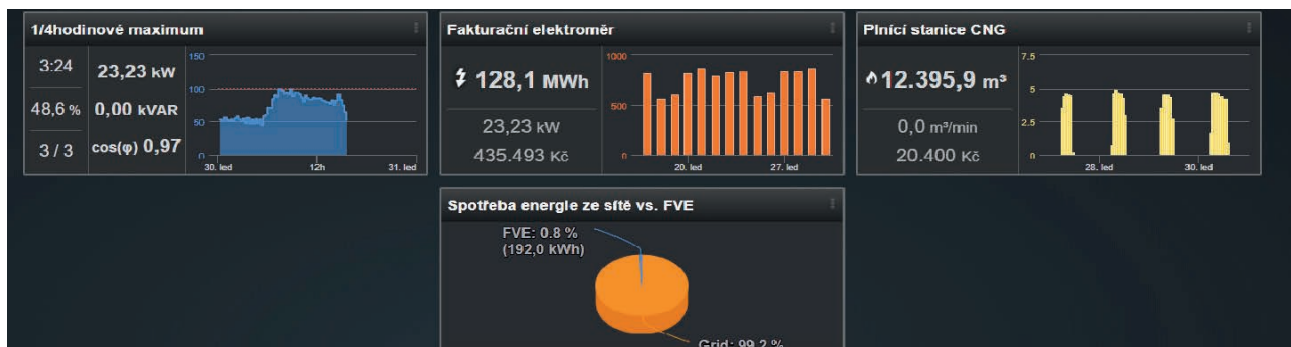 1/4hodinové maximum
3:24
48,6 %
3 / 3
23,23 kW
0,00 kVAR
cos(φ) 0,97
150
100
50
0
30. led
12h
31. led
Fakturační elektroměr
128,1 MWh
23,23 kW
435.493 Kč
1000
500
0
20. led
27. led
Plnící stanice CNG
12.395,9 m³
0,0 m³/min
20.400 Kč
7.5
5
2.5
0
28. led
30. led
Spotřeba energie ze sítě vs. FVE
FVE: 0.8 %
(192,0 kWh)
Grid: 99.2 %